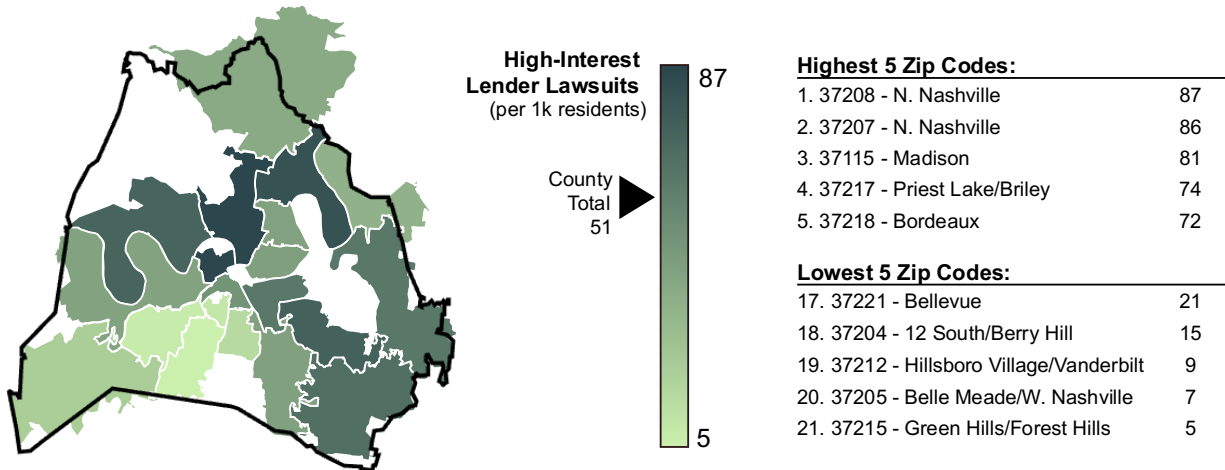 High-Interest
Lender Lawsuits
(per 1k residents)
87
County
Total
51
5
Highest 5 Zip Codes:
1. 37208 - N. Nashville 87
2. 37207 - N. Nashville 86
3. 37115 - Madison 81
4. 37217 - Priest Lake/Briley 74
5. 37218 - Bordeaux 72
Lowest 5 Zip Codes:
17. 37221 - Bellevue 21
18. 37204 - 12 South/Berry Hill 15
19. 37212 - Hillsboro Village/Vanderbilt 9
20. 37205 - Belle Meade/W. Nashville 7
21. 37215 - Green Hills/Forest Hills 5